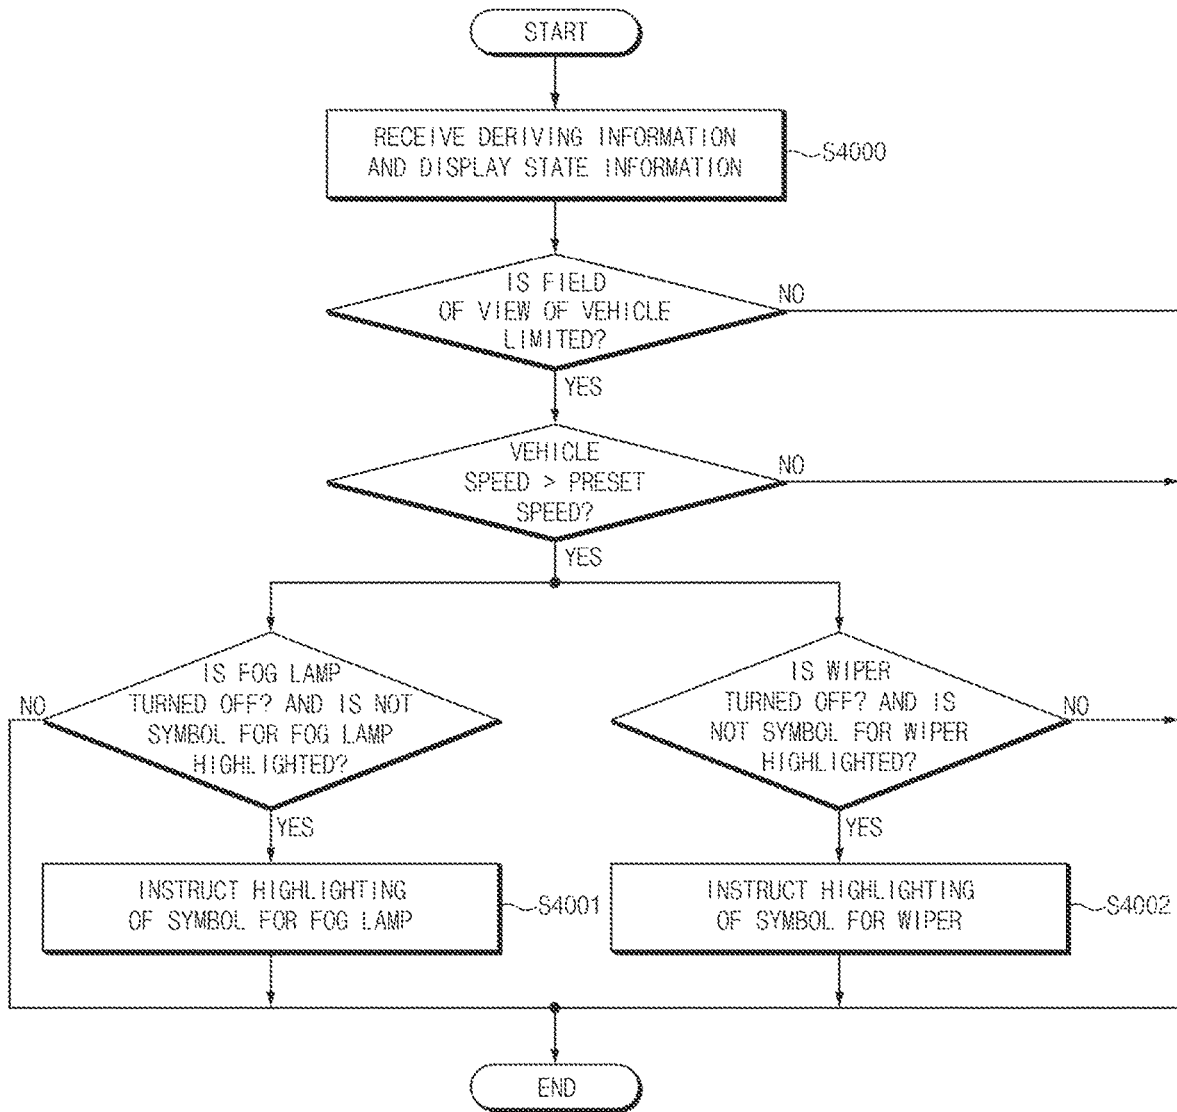 START
RECEIVE DERIVING INFORMATION
AND DISPLAY STATE INFORMATION
S4000
IS FIELD
OF VIEW OF VEHICLE
LIMITED?
NO
YES
VEHICLE
SPEED > PRESET
SPEED?
NO
YES
IS FOG LAMP
TURNED OFF? AND IS NOT
SYMBOL FOR FOG LAMP
HIGHLIGHTED?
NO
YES
IS WIPER
TURNED OFF? AND IS
NOT SYMBOL FOR WIPER
HIGHLIGHTED?
NO
YES
INSTRUCT HIGHLIGHTING
OF SYMBOL FOR FOG LAMP
S4001
INSTRUCT HIGHLIGHTING
OF SYMBOL FOR WIPER
S4002
END